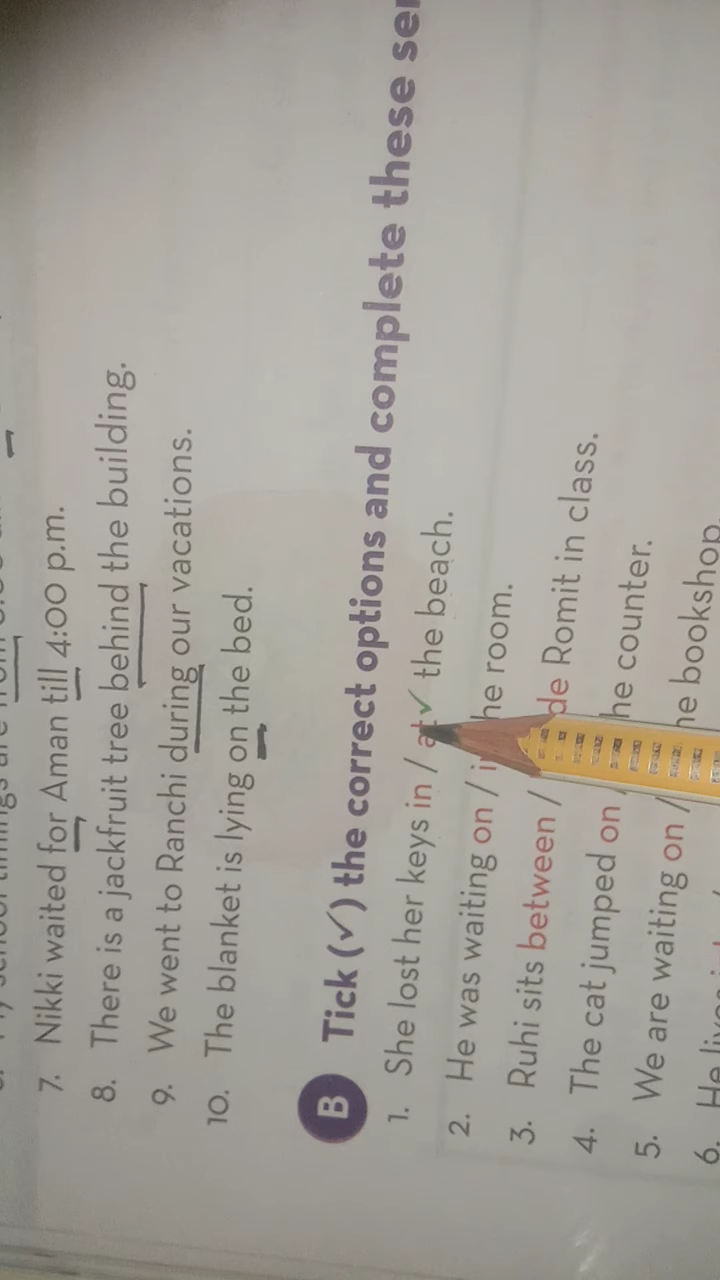 7. Nikki waited for Aman till 4:00 p.m.
8. There is a jackfruit tree behind the building.
9. We went to Ranchi during our vacations.
10. The blanket is lying on the bed.
B Tick (✓) the correct options and complete these
1. She lost her keys in / at ✓ the beach.
2. He was waiting on / he room.
3. Ruhi sits between / de Romit in class.
4. The cat jumped on he counter.
5. We are waiting on / he bookshop.
6. He